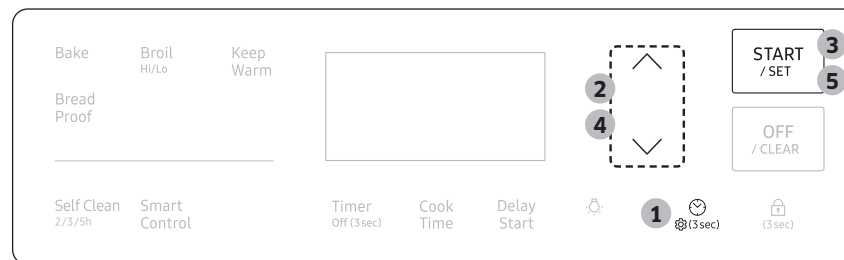 Bake Broil Keep
Hi/Lo Warm
Bread
Proof
2
4
START
/ SET
3
5
OFF
/ CLEAR
Self Clean Smart
2/3/5h Control
Timer Cook Delay
Off (3 sec) Time Start
1
(3 sec)
(3 sec)